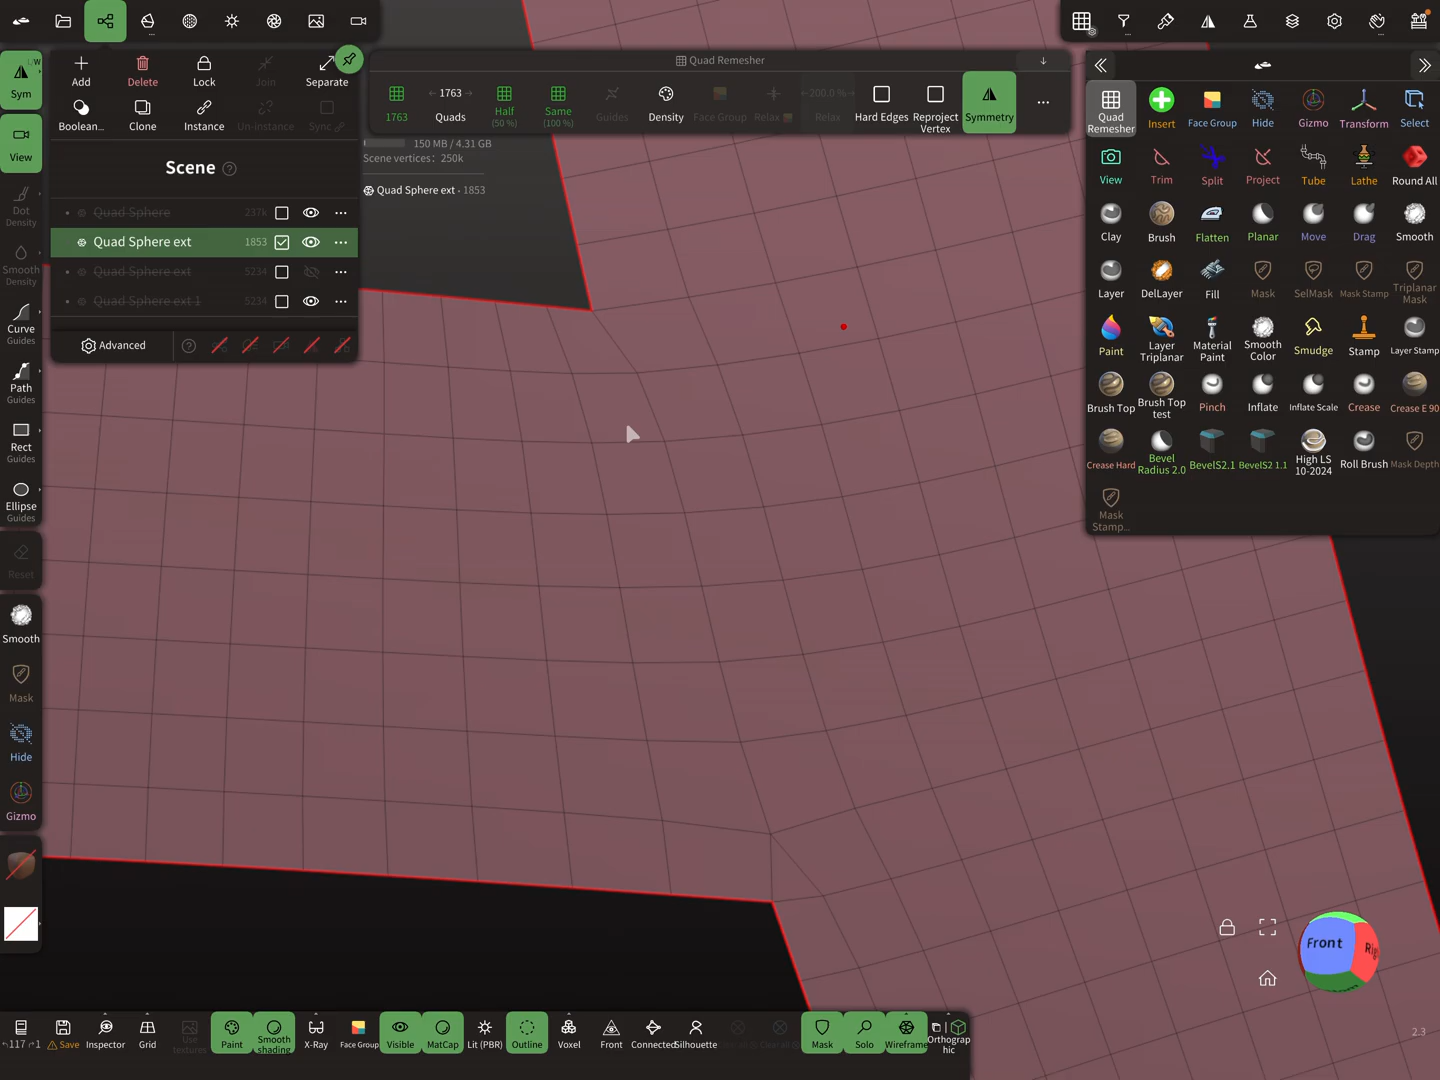 Sym
View
Dot
Density
Smooth
Density
Curve
Guides
Path
Guides
Rect
Guides
Ellipse
Guides
Reset
Smooth
Mask
Hide
Gizmo
Add
Delete
Lock
Join
Separate
Boolean...
Clone
Instance
Un-instance
Sync
Scene
Quad Sphere 237k
Quad Sphere ext 1853
Quad Sphere ext 5234
Quad Sphere ext 1 5234
Advanced
150 MB / 4.31 GB
Scene vertices: 250k
Quad Sphere ext - 1853
Quad Remesher
1763
1763
Quads
Half
(50 %)
Same
(100 %)
Guides
Density
Face Group
Relax
200.0 %
Relax
Hard Edges
Reproject
Vertex
Symmetry
Quad
Remesher
Insert
Face Group
Hide
Gizmo
Transform
Select
View
Trim
Split
Project
Tube
Lathe
Round All
Clay
Brush
Flatten
Planar
Move
Drag
Smooth
Layer
DelLayer
Fill
Mask
SelMask
Mask Stamp
Triplanar
Mask
Paint
Layer
Triplanar
Material
Paint
Smooth
Color
Smudge
Stamp
Layer Stamp
Brush Top
Brush Top
test
Pinch
Inflate
Inflate Scale
Crease
Crease E 90
Crease Hard
Bevel
Radius 2.0
BevelS2.1
BevelS2 1.1
High LS
10-2024
Roll Brush
Mask Depth
Mask
Stamp...
Front
2.3
117
1
Save
Inspector
Grid
Use
textures
Paint
Smooth
shading
X-Ray
Face Group
Visible
MatCap
Lit (PBR)
Outline
Voxel
Front
Connected
Silhouette
Mask
Solo
Wireframe
Orthograp
hic